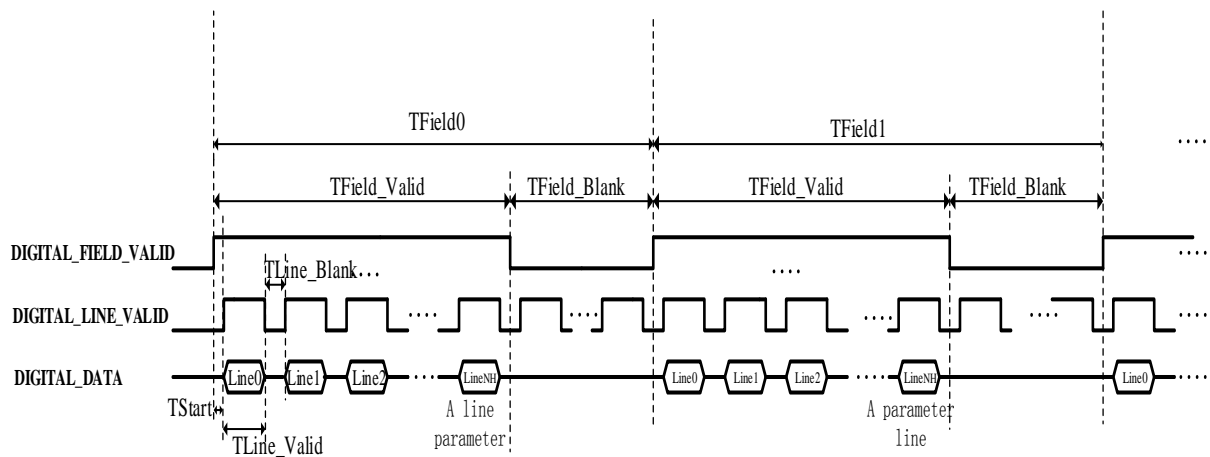 TField0
TField1
....
TField_Valid
TField_Blank
TField_Valid
TField_Blank
DIGITAL_FIELD_VALID
TLine_Blank
....
....
....
DIGITAL_LINE_VALID
....
....
....
....
....
DIGITAL_DATA
Line0
Line1
Line2
....
LineNH
Line0
Line1
Line2
....
LineNH
Line0
....
TStart
A line
parameter
A parameter
line
TLine_Valid